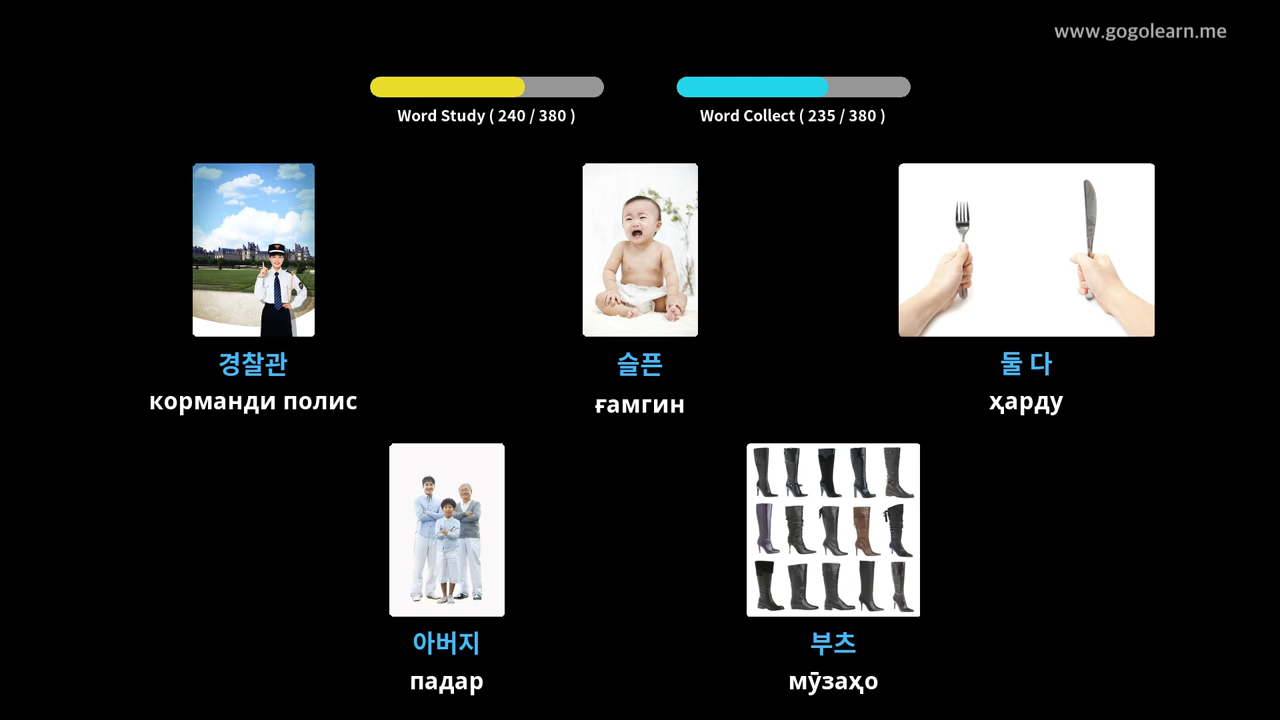 www.gogolearn.me
Word Study ( 240 / 380 )
Word Collect ( 235 / 380 )
경찰관
корманди полис
슬픈
ғамгин
둘 다
ҳарду
아버지
падар
부츠
мӯзаҳо